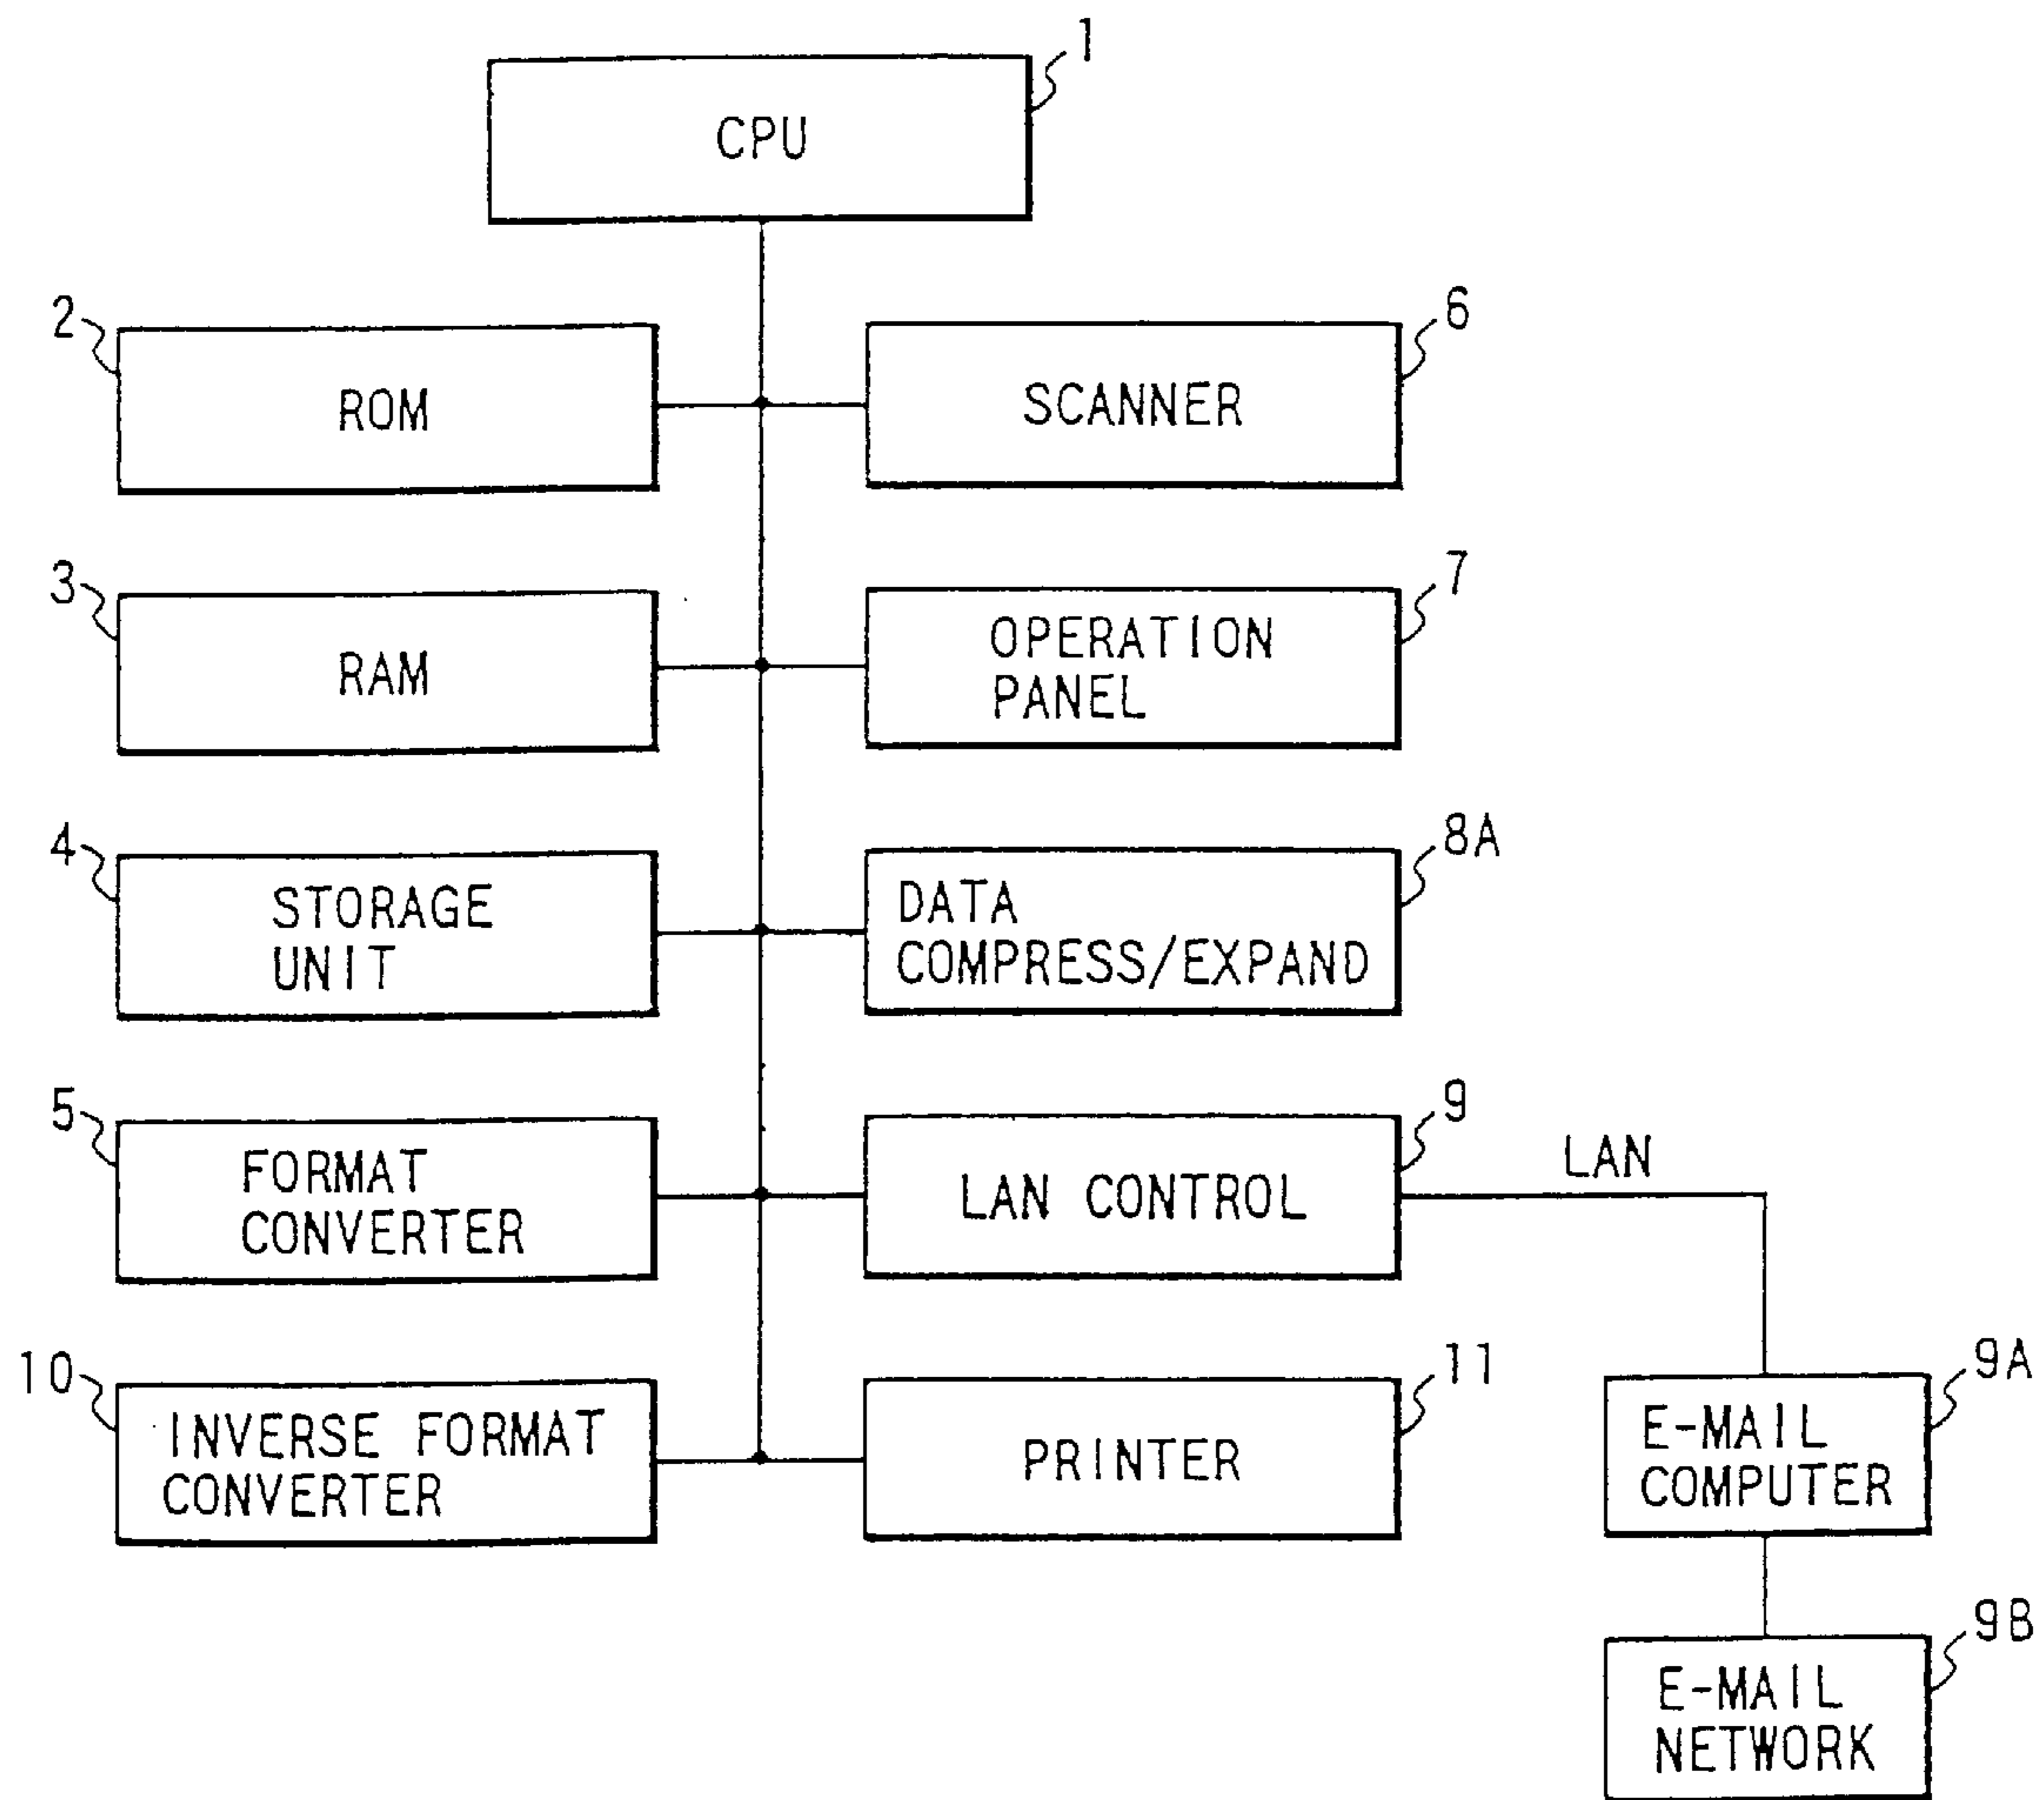 1
CPU
2
ROM
6
SCANNER
3
RAM
7
OPERATION
PANEL
4
STORAGE
UNIT
8A
DATA
COMPRESS/EXPAND
5
FORMAT
CONVERTER
9
LAN CONTROL
LAN
10
INVERSE FORMAT
CONVERTER
11
PRINTER
9A
E-MAIL
COMPUTER
9B
E-MAIL
NETWORK